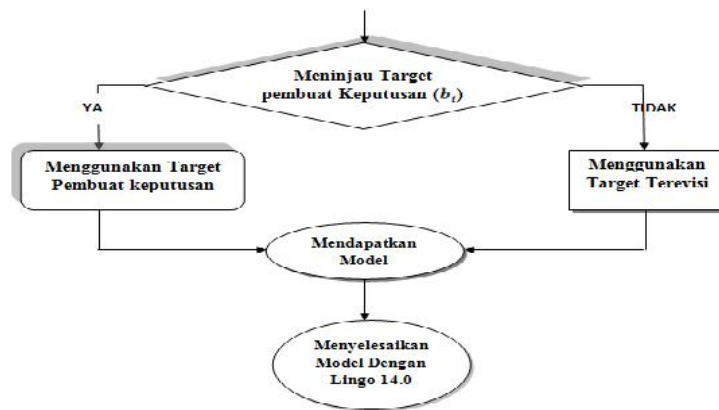 Meninjau Target
pembuat Keputusan (b_t)
YA
TIDAK
Menggunakan Target
Pembuat keputusan
Menggunakan
Target Terevisi
Mendapatkan
Model
Menyelesaikan
Model Dengan
Lingo 14.0